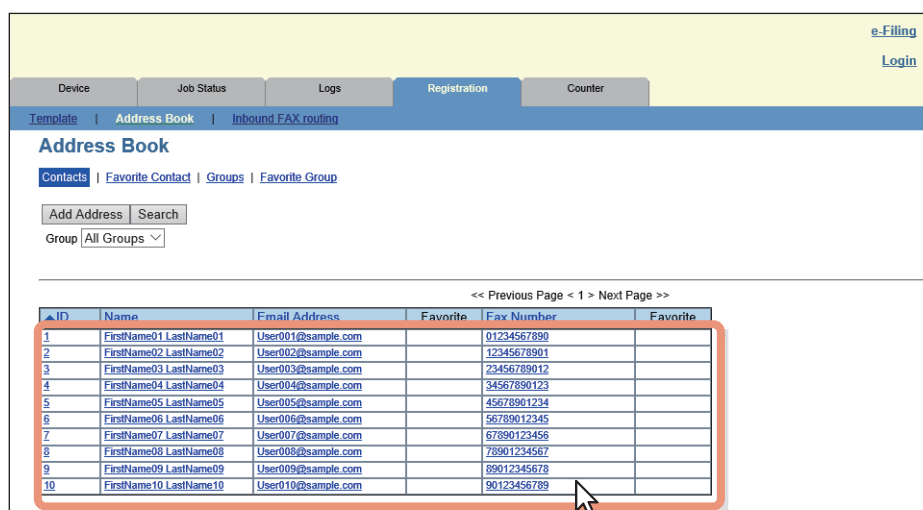 e-Filing
Login
Device Job Status Logs Registration Counter
Template | Address Book | Inbound FAX routing
Address Book
Contacts | Favorite Contact | Groups | Favorite Group
Add Address Search
Group All Groups
<< Previous Page < 1 > Next Page >>
ID Name Email Address Favorite Fax Number Favorite
1 FirstName01 LastName01 User001@sample.com 01234567890
2 FirstName02 LastName02 User002@sample.com 12345678901
3 FirstName03 LastName03 User003@sample.com 23456789012
4 FirstName04 LastName04 User004@sample.com 34567890123
5 FirstName05 LastName05 User005@sample.com 45678901234
6 FirstName06 LastName06 User006@sample.com 56789012345
7 FirstName07 LastName07 User007@sample.com 67890123456
8 FirstName08 LastName08 User008@sample.com 78901234567
9 FirstName09 LastName09 User009@sample.com 89012345678
10 FirstName10 LastName10 User010@sample.com 90123456789